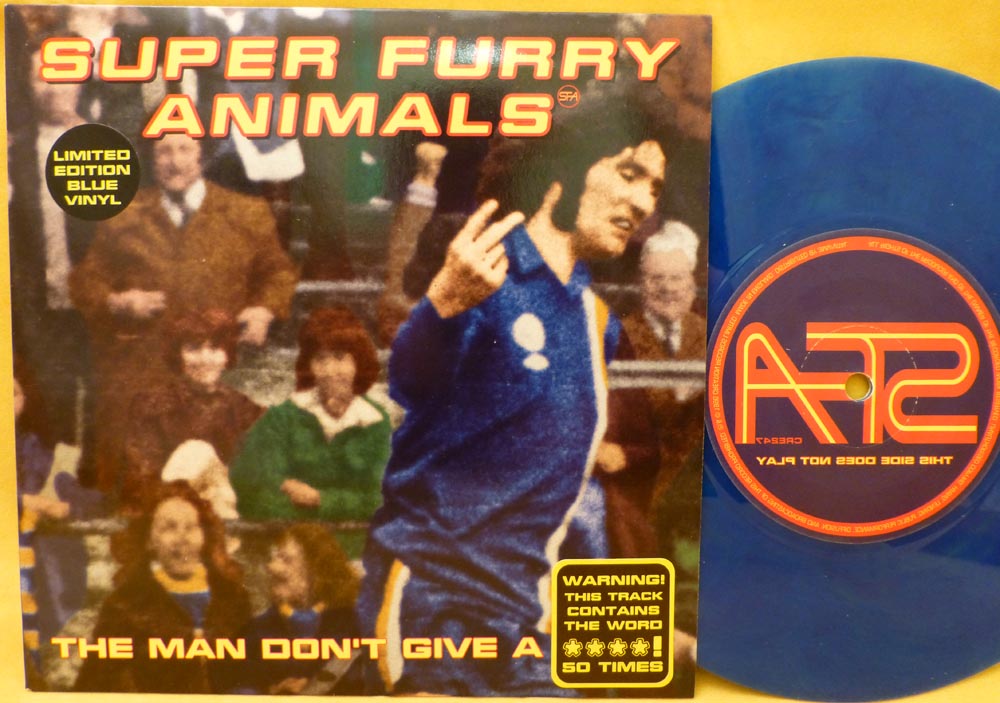 SUPER FURRY
ANIMALS
SFA
LIMITED
EDITION
BLUE
VINYL
THE MAN DON'T GIVE A
WARNING!
THIS TRACK
CONTAINS
THE WORD
****!
50 TIMES
SFA
CRE247
THIS SIDE DOES NOT PLAY